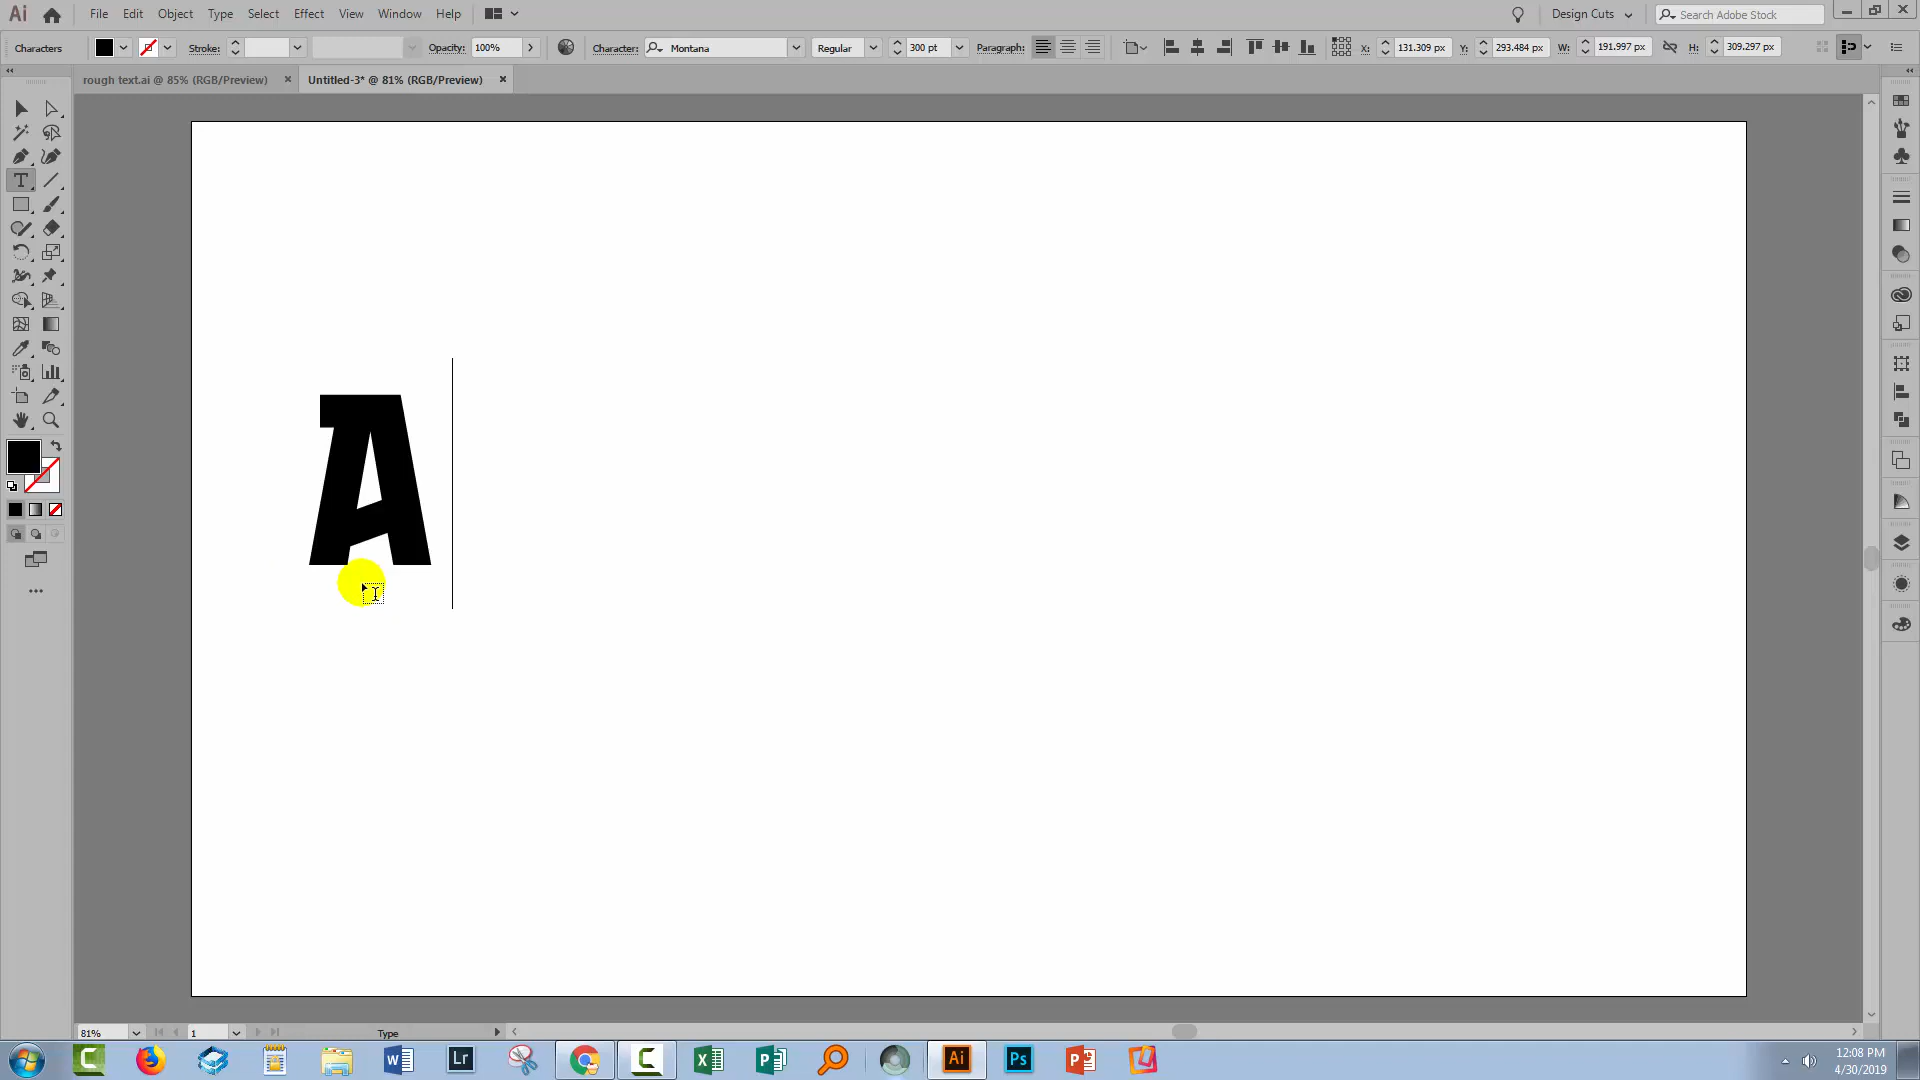 Ai File Edit Object Type Select Effect View Window Help Design Cuts Search Adobe Stock
Characters Stroke: Opacity: 100% Character: Montana Regular 300 pt Paragraph: X: 131.309 px Y: 293.484 px W: 191.997 px H: 309.297 px
rough text.ai @ 85% (RGB/Preview) Untitled-3* @ 81% (RGB/Preview)
T
A
81% 1 Type
C W Lr C X P Ai Ps P 12:08 PM
4/30/2019